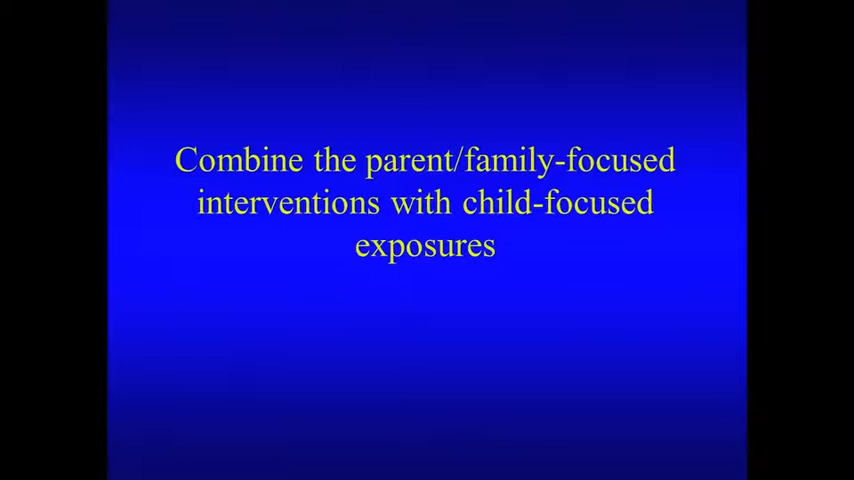 Combine the parent/family-focused
interventions with child-focused
exposures